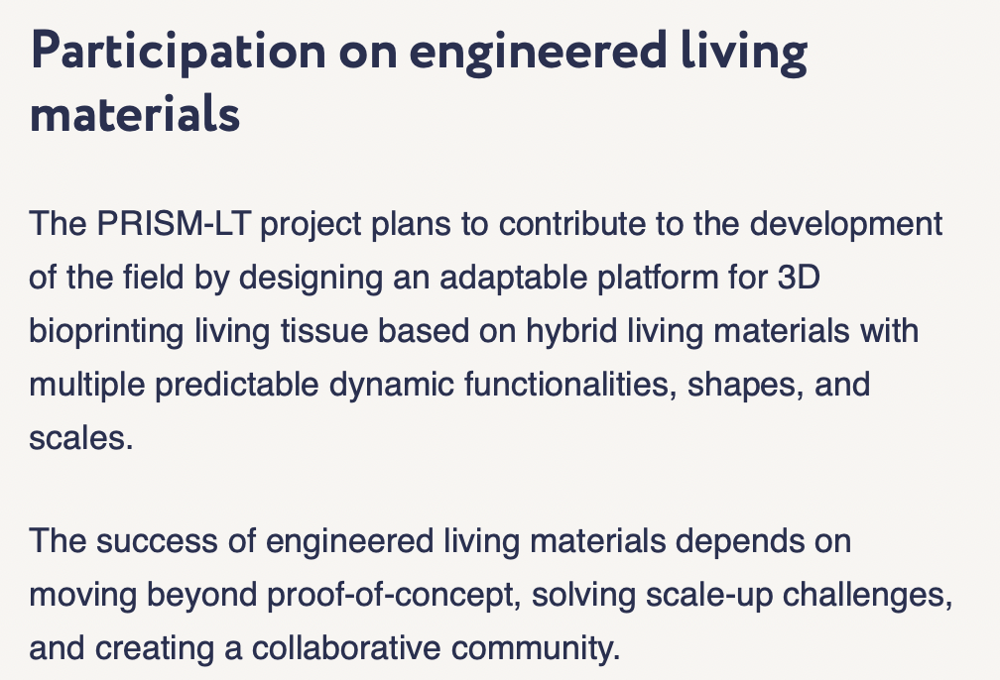 Participation on engineered living
materials
The PRISM-LT project plans to contribute to the development
of the field by designing an adaptable platform for 3D
bioprinting living tissue based on hybrid living materials with
multiple predictable dynamic functionalities, shapes, and
scales.
The success of engineered living materials depends on
moving beyond proof-of-concept, solving scale-up challenges,
and creating a collaborative community.